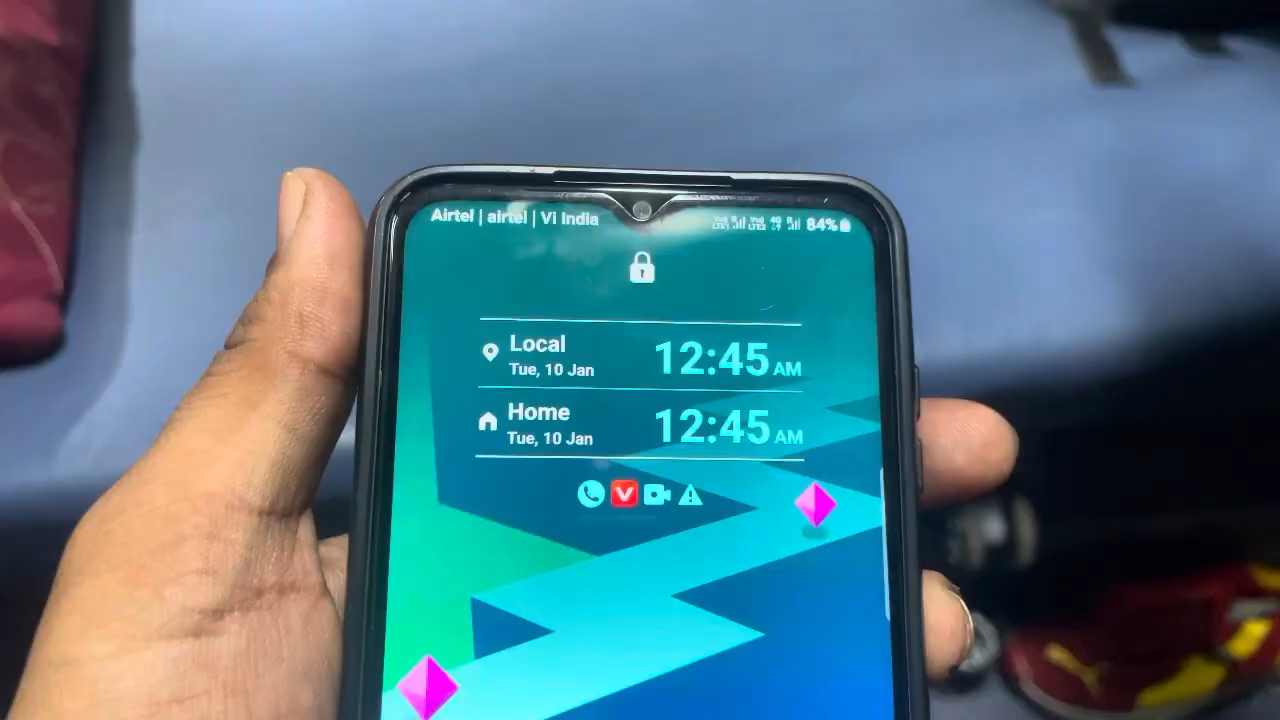 Airtel | airtel | Vi India
84%
Local
Tue, 10 Jan
12:45 AM
Home
Tue, 10 Jan
12:45 AM